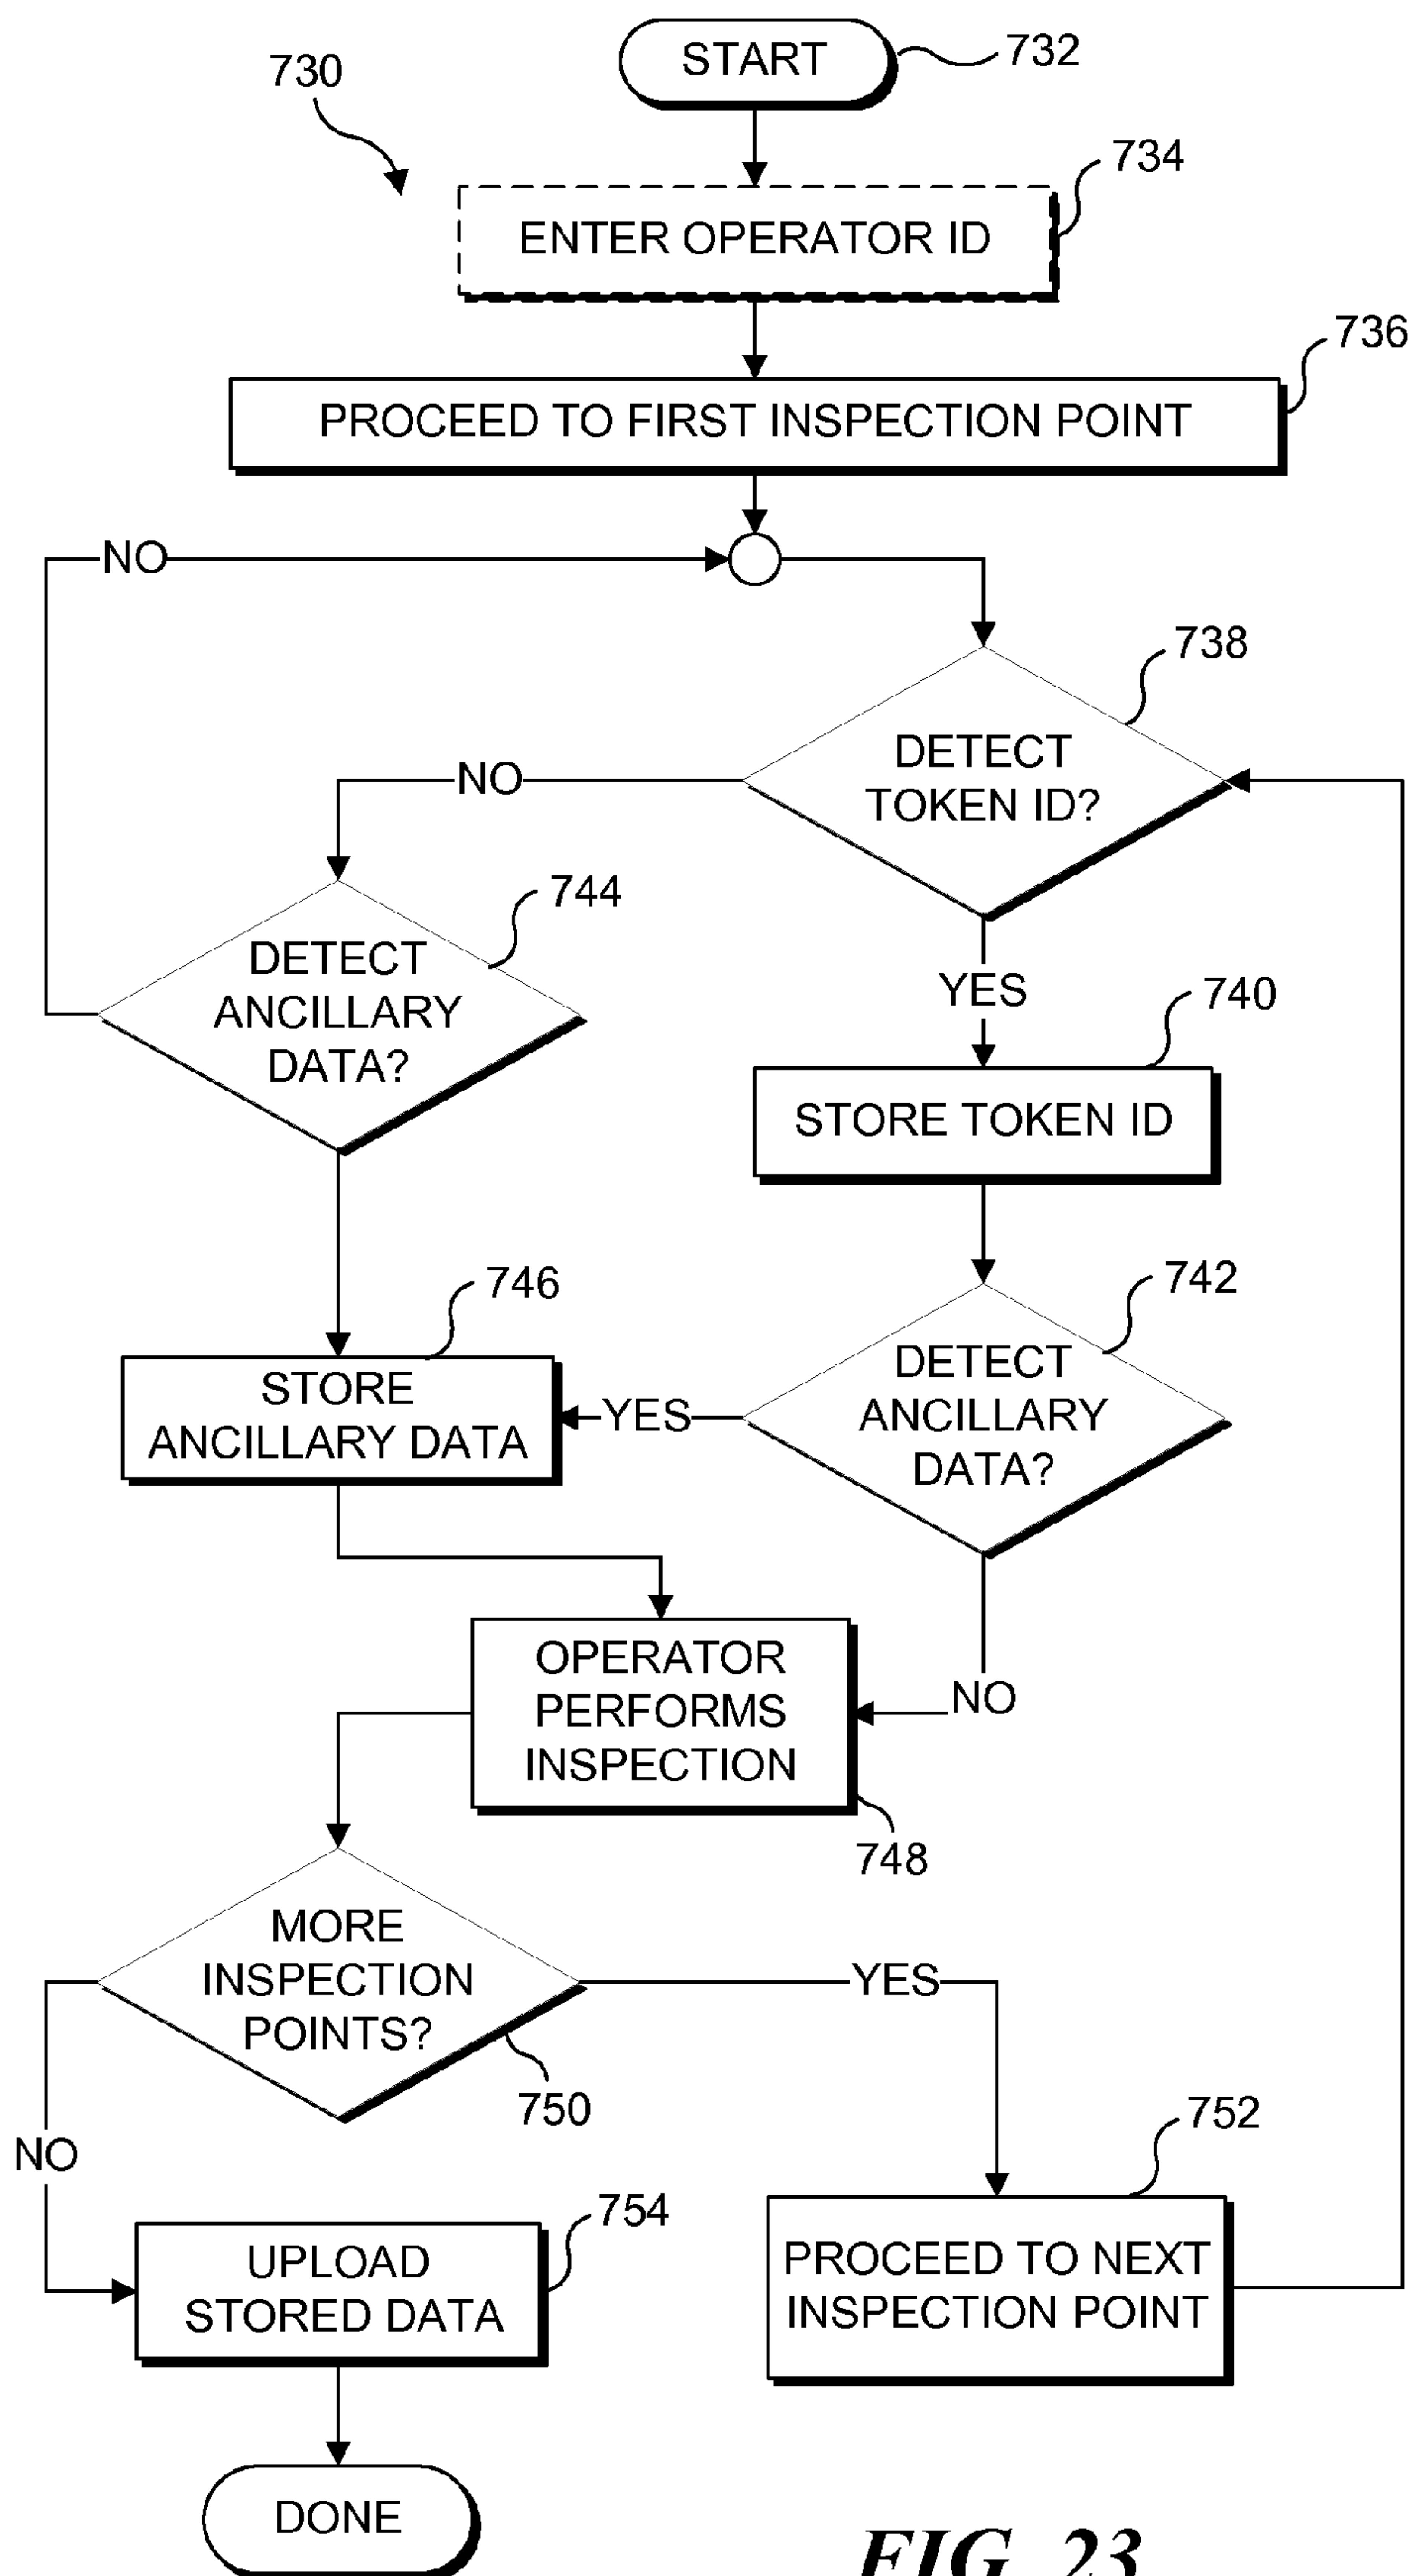 START
732
730
734
ENTER OPERATOR ID
736
PROCEED TO FIRST INSPECTION POINT
NO
738
DETECT
TOKEN ID?
NO
744
DETECT
ANCILLARY
DATA?
YES
740
STORE TOKEN ID
742
746
DETECT
ANCILLARY
DATA?
STORE
ANCILLARY DATA
YES
OPERATOR
PERFORMS
INSPECTION
NO
748
MORE
INSPECTION
POINTS?
YES
750
752
NO
754
UPLOAD
STORED DATA
PROCEED TO NEXT
INSPECTION POINT
DONE
FIG. 23